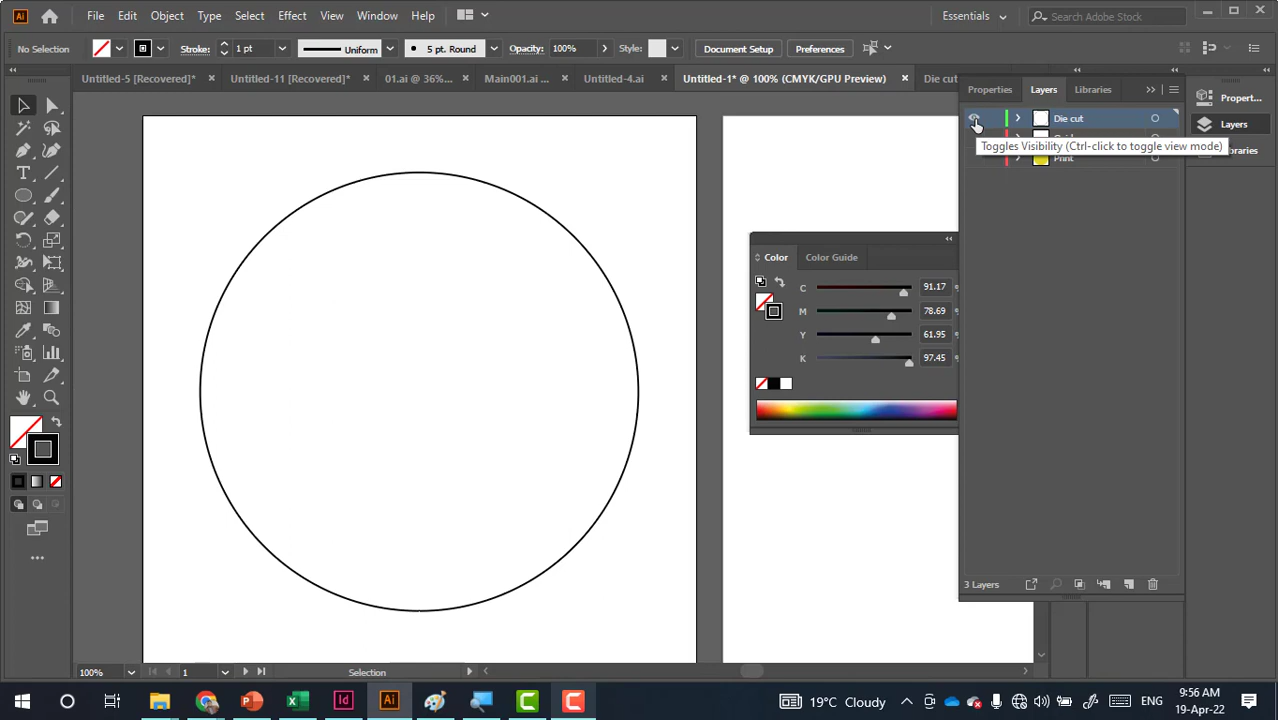 Ai File Edit Object Type Select Effect View Window Help Essentials Search Adobe Stock
No Selection Stroke: 1 pt Uniform 5 pt. Round Opacity: 100% Style: Document Setup Preferences
Untitled-5 [Recovered]* × Untitled-11 [Recovered]* × 01.ai @ 36%... × Main001.ai ... × Untitled-4.ai × Untitled-1* @ 100% (CMYK/GPU Preview) × Die cut
Properties Layers Libraries
Propert...
Die cut
Layers
Toggles Visibility (Ctrl-click to toggle view mode)
Print
Color Color Guide
C 91.17 %
M 78.69 %
Y 61.95 %
K 97.45 %
3 Layers
100% 1 Selection
19°C Cloudy ENG
9:56 AM
19-Apr-22